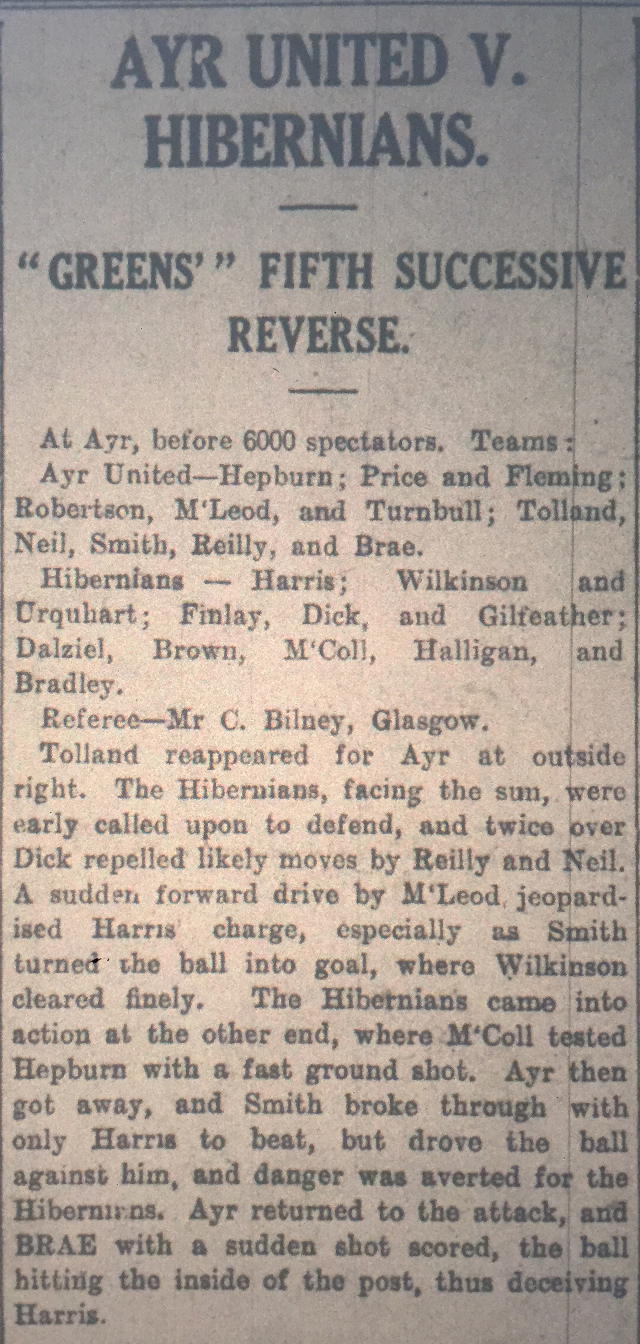 AYR UNITED V.
HIBERNIANS.
"GREENS'" FIFTH SUCCESSIVE
REVERSE.
At Ayr, before 6000 spectators. Teams:
Ayr United—Hepburn; Price and Fleming;
Robertson, M'Leod, and Turnbull; Tolland,
Neil, Smith, Reilly, and Brae.
Hibernians — Harris; Wilkinson and
Urquhart; Finlay, Dick, and Gilfeather;
Dalziel, Brown, M'Coll, Halligan, and
Bradley.
Referee—Mr C. Bilney, Glasgow.
Tolland reappeared for Ayr at outside
right. The Hibernians, facing the sun, were
early called upon to defend, and twice over
Dick repelled likely moves by Reilly and Neil.
A sudden forward drive by M'Leod jeopard-
ised Harris' charge, especially as Smith
turned the ball into goal, where Wilkinson
cleared finely. The Hibernians came into
action at the other end, where M'Coll tested
Hepburn with a fast ground shot. Ayr then
got away, and Smith broke through with
only Harris to beat, but drove the ball
against him, and danger was averted for the
Hibernians. Ayr returned to the attack, and
BRAE with a sudden shot scored, the ball
hitting the inside of the post, thus deceiving
Harris.